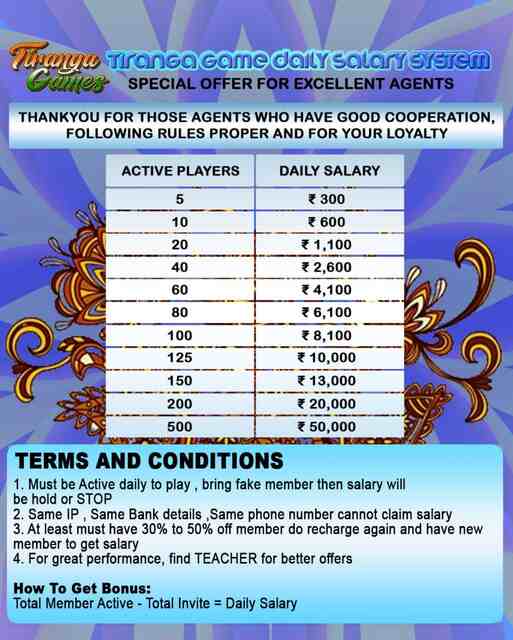 Tiranga Games
TIRANGA GAME DAILY SALARY SYSTEM
SPECIAL OFFER FOR EXCELLENT AGENTS
THANKYOU FOR THOSE AGENTS WHO HAVE GOOD COOPERATION,
FOLLOWING RULES PROPER AND FOR YOUR LOYALTY
ACTIVE PLAYERS DAILY SALARY
5 ₹ 300
10 ₹ 600
20 ₹ 1,100
40 ₹ 2,600
60 ₹ 4,100
80 ₹ 6,100
100 ₹ 8,100
125 ₹ 10,000
150 ₹ 13,000
200 ₹ 20,000
500 ₹ 50,000
TERMS AND CONDITIONS
1. Must be Active daily to play , bring fake member then salary will
be hold or STOP
2. Same IP , Same Bank details ,Same phone number cannot claim salary
3. At least must have 30% to 50% off member do recharge again and have new
member to get salary
4. For great performance, find TEACHER for better offers
How To Get Bonus:
Total Member Active - Total Invite = Daily Salary